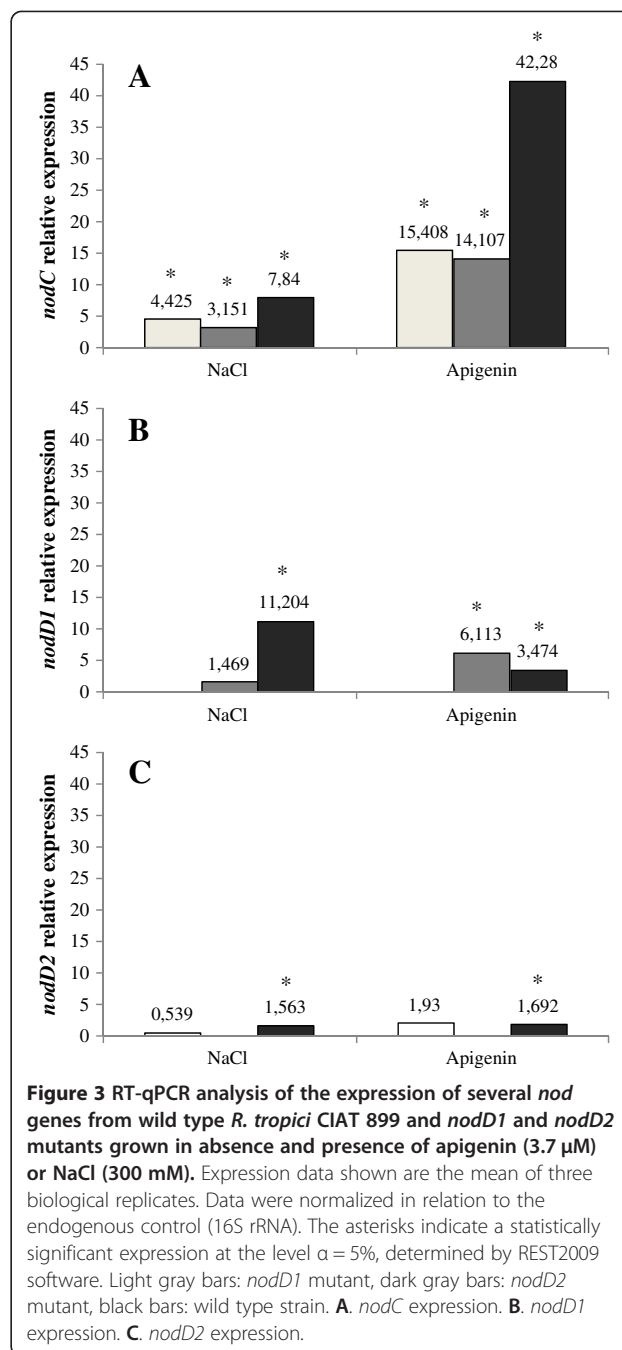 A
nodC relative expression
45
40
35
30
25
20
15
10
5
0
*
4,425
*
3,151
*
7,84
*
15,408
*
14,107
*
42,28
NaCl
Apigenin
B
nodD1 relative expression
45
40
35
30
25
20
15
10
5
0
1,469
*
11,204
*
6,113
*
3,474
NaCl
Apigenin
C
nodD2 relative expression
45
40
35
30
25
20
15
10
5
0
0,539
*
1,563
1,93
*
1,692
NaCl
Apigenin
Figure 3 RT-qPCR analysis of the expression of several nod
genes from wild type R. tropici CIAT 899 and nodD1 and nodD2
mutants grown in absence and presence of apigenin (3.7 μM)
or NaCl (300 mM). Expression data shown are the mean of three
biological replicates. Data were normalized in relation to the
endogenous control (16S rRNA). The asterisks indicate a statistically
significant expression at the level α = 5%, determined by REST2009
software. Light gray bars: nodD1 mutant, dark gray bars: nodD2
mutant, black bars: wild type strain. A. nodC expression. B. nodD1
expression. C. nodD2 expression.